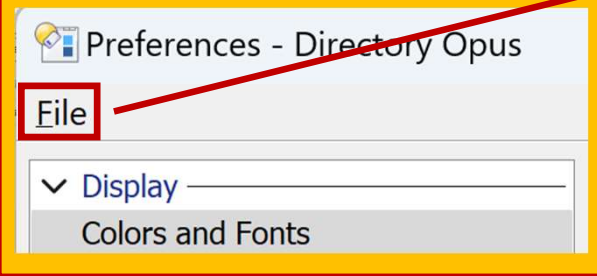 Preferences - Directory Opus
File
Display
Colors and Fonts